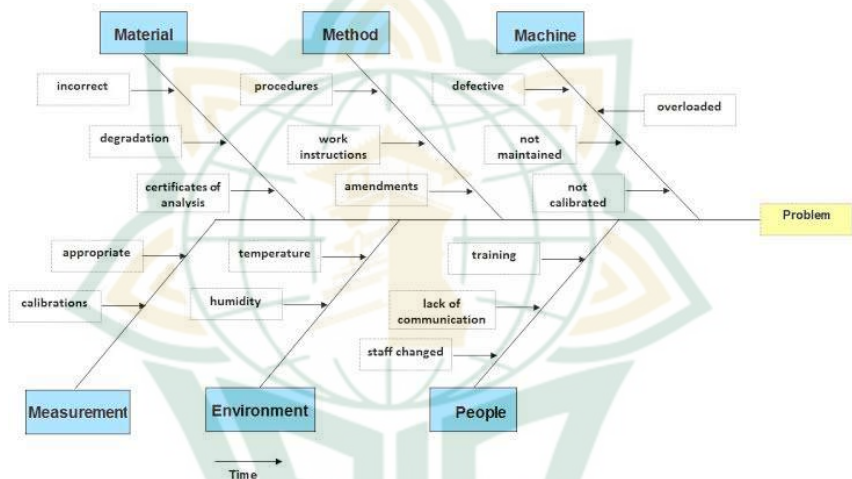 Material
Method
Machine
incorrect
procedures
defective
overloaded
degradation
work
instructions
not
maintained
certificates of
analysis
amendments
not
calibrated
Problem
appropriate
temperature
training
calibrations
humidity
lack of
communication
staff changed
Measurement
Environment
People
Time